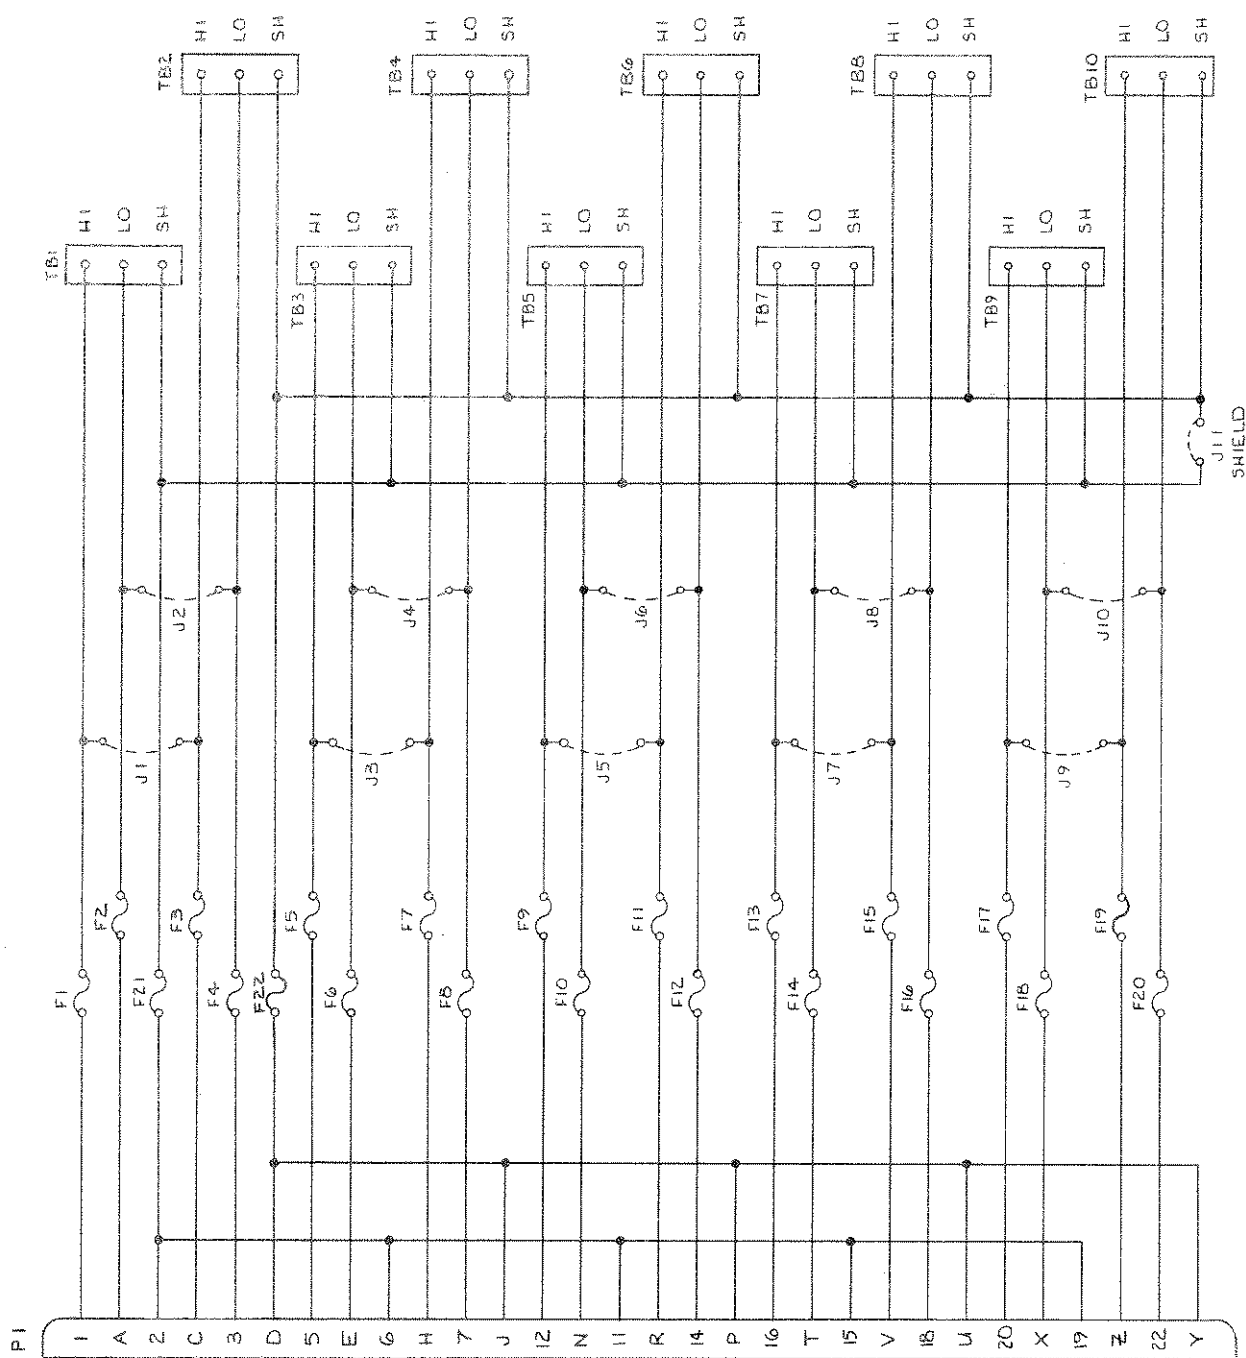 P1
1
A
2
C
3
D
5
E
6
H
7
J
12
N
11
R
14
P
16
T
15
V
18
U
20
X
19
Z
22
Y
F1
F2
F21
F3
F4
F22
F5
F6
F7
F8
F9
F10
F11
F12
F13
F14
F15
F16
F17
F18
F19
F20
J1
J2
J3
J4
J5
J6
J7
J8
J9
J10
J11
SHIELD
TB1
HI
LO
SH
TB2
HI
LO
SH
TB3
HI
LO
SH
TB4
HI
LO
SH
TB5
HI
LO
SH
TB6
HI
LO
SH
TB7
HI
LO
SH
TB8
HI
LO
SH
TB9
HI
LO
SH
TB10
HI
LO
SH